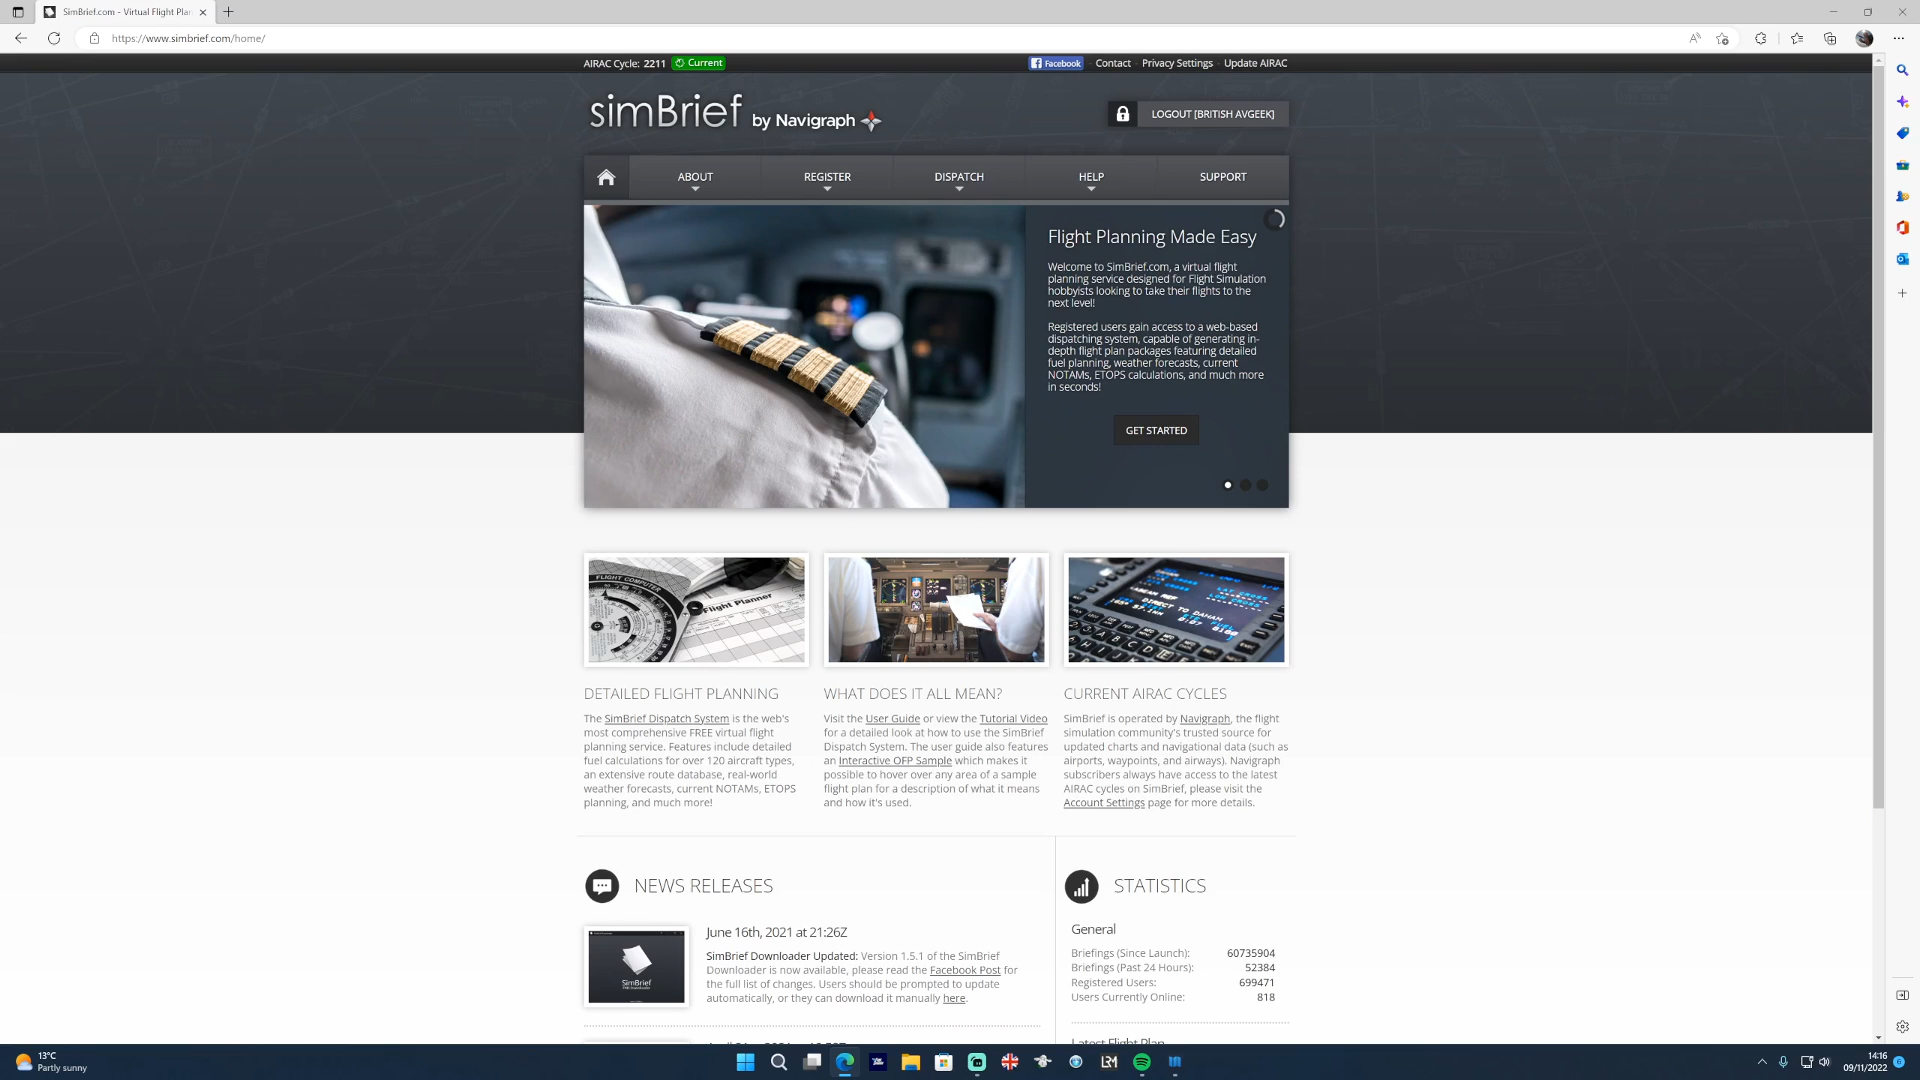 SimBrief.com - Virtual Flight Plan
https://www.simbrief.com/home/
AIRAC Cycle: 2211 Current
Facebook - Contact - Privacy Settings - Update AIRAC
simBrief by Navigraph
LOGOUT [BRITISH AVGEEK]
ABOUT REGISTER DISPATCH HELP SUPPORT
Flight Planning Made Easy
Welcome to SimBrief.com, a virtual flight
planning service designed for Flight Simulation
hobbyists looking to take their flights to the
next level!
Registered users gain access to a web-based
dispatching system, capable of generating in-
depth flight plan packages featuring detailed
fuel planning, weather forecasts, current
NOTAMs, ETOPS calculations, and much more
in seconds!
GET STARTED
FLIGHT COMPUTER
Flight Planner
DIRECT TO DAHAM
DETAILED FLIGHT PLANNING
The SimBrief Dispatch System is the web's
most comprehensive FREE virtual flight
planning service. Features include detailed
fuel calculations for over 120 aircraft types,
an extensive route database, real-world
weather forecasts, current NOTAMs, ETOPS
planning, and much more!
WHAT DOES IT ALL MEAN?
Visit the User Guide or view the Tutorial Video
for a detailed look at how to use the SimBrief
Dispatch System. The user guide also features
an Interactive OFP Sample which makes it
possible to hover over any area of a sample
flight plan for a description of what it means
and how it's used.
CURRENT AIRAC CYCLES
SimBrief is operated by Navigraph, the flight
simulation community's trusted source for
updated charts and navigational data (such as
airports, waypoints, and airways). Navigraph
subscribers always have access to the latest
AIRAC cycles on SimBrief, please visit the
Account Settings page for more details.
NEWS RELEASES
June 16th, 2021 at 21:26Z
SimBrief
SimBrief Downloader Updated: Version 1.5.1 of the SimBrief
Downloader is now available, please read the Facebook Post for
the full list of changes. Users should be prompted to update
automatically, or they can download it manually here.
STATISTICS
General
Briefings (Since Launch): 60735904
Briefings (Past 24 Hours): 52384
Registered Users: 699471
Users Currently Online: 818
Latest Flight Plan
13°C
Partly sunny
LRM
14:16
09/11/2022
6